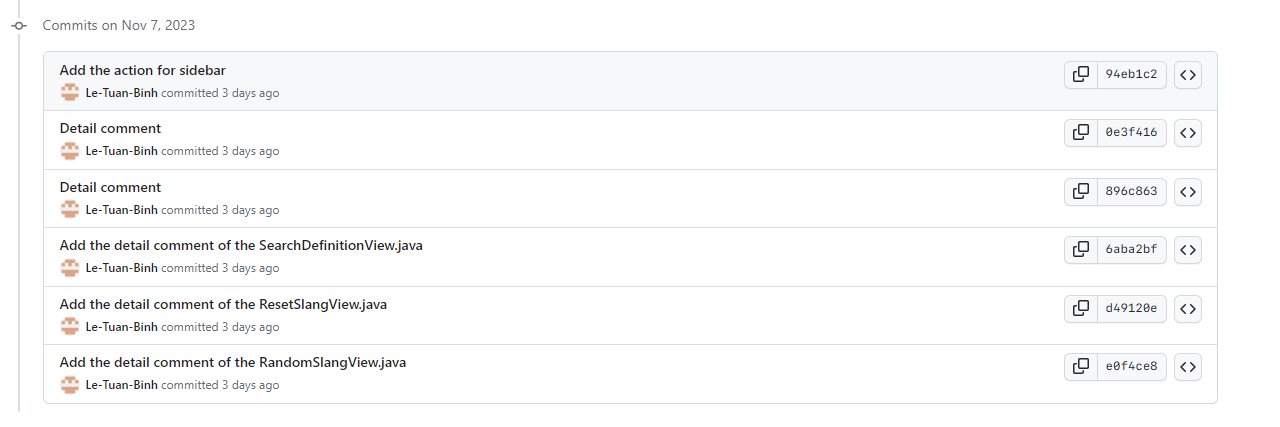 Commits on Nov 7, 2023
Add the action for sidebar
94eb1c2
Le-Tuan-Binh committed 3 days ago
Detail comment
0e3f416
Le-Tuan-Binh committed 3 days ago
Detail comment
896c863
Le-Tuan-Binh committed 3 days ago
Add the detail comment of the SearchDefinitionView.java
6aba2bf
Le-Tuan-Binh committed 3 days ago
Add the detail comment of the ResetSlangView.java
d49120e
Le-Tuan-Binh committed 3 days ago
Add the detail comment of the RandomSlangView.java
e0f4ce8
Le-Tuan-Binh committed 3 days ago